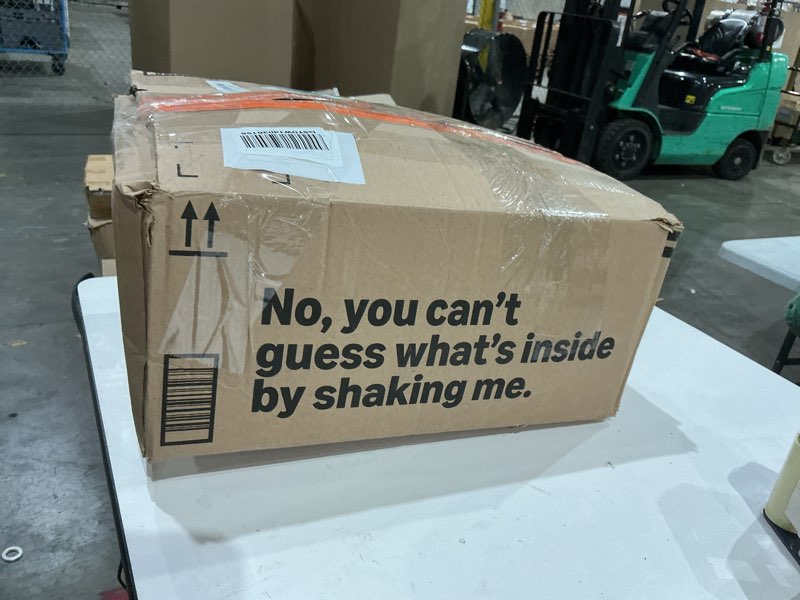 No, you can't
guess what's inside
by shaking me.